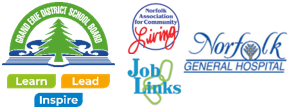 GRAND ERIE DISTRICT SCHOOL BOARD
Learn
Lead
Inspire
Norfolk
Association
for Community
Living
Job
Links
Norfolk
GENERAL HOSPITAL